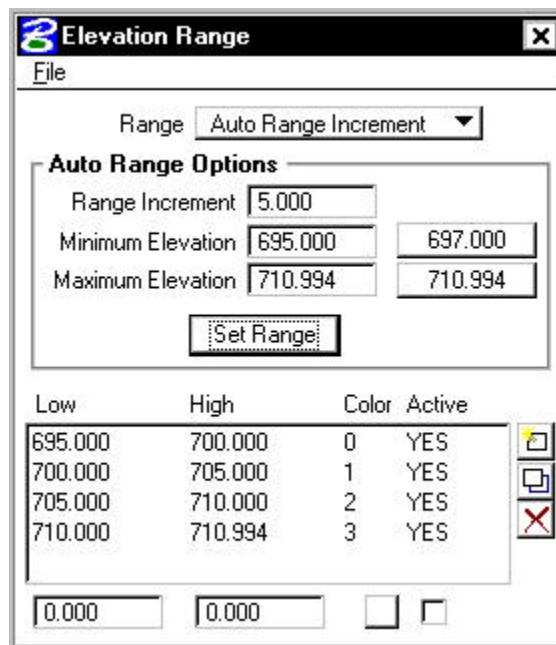 Elevation Range
File
Range Auto Range Increment
Auto Range Options
Range Increment 5.000
Minimum Elevation 695.000 697.000
Maximum Elevation 710.994 710.994
Set Range
Low High Color Active
695.000 700.000 0 YES
700.000 705.000 1 YES
705.000 710.000 2 YES
710.000 710.994 3 YES
0.000 0.000